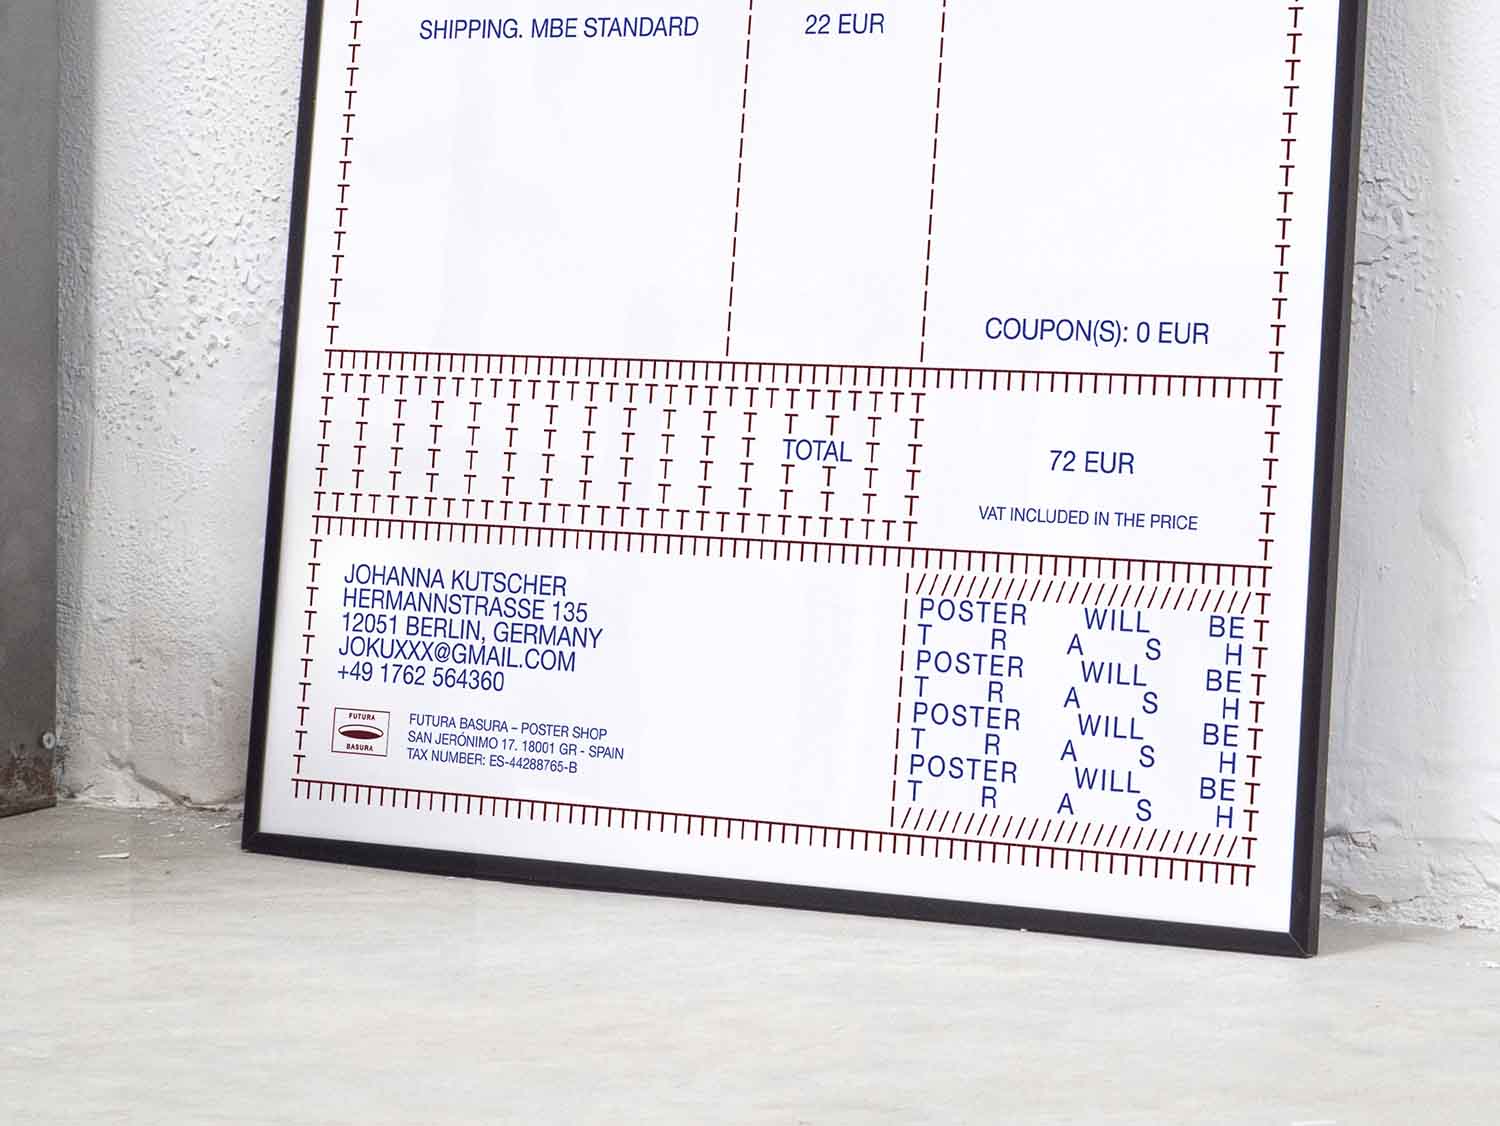 SHIPPING. MBE STANDARD 22 EUR
COUPON(S): 0 EUR
TOTAL 72 EUR
VAT INCLUDED IN THE PRICE
JOHANNA KUTSCHER
HERMANNSTRASSE 135
12051 BERLIN, GERMANY
JOKUXXX@GMAIL.COM
+49 1762 564360
FUTURA
BASURA
FUTURA BASURA – POSTER SHOP
SAN JERÓNIMO 17. 18001 GR - SPAIN
TAX NUMBER: ES-44288765-B
POSTER WILL BE
T R A S H
POSTER WILL BE
T R A S H
POSTER WILL BE
T R A S H
POSTER WILL BE
T R A S H